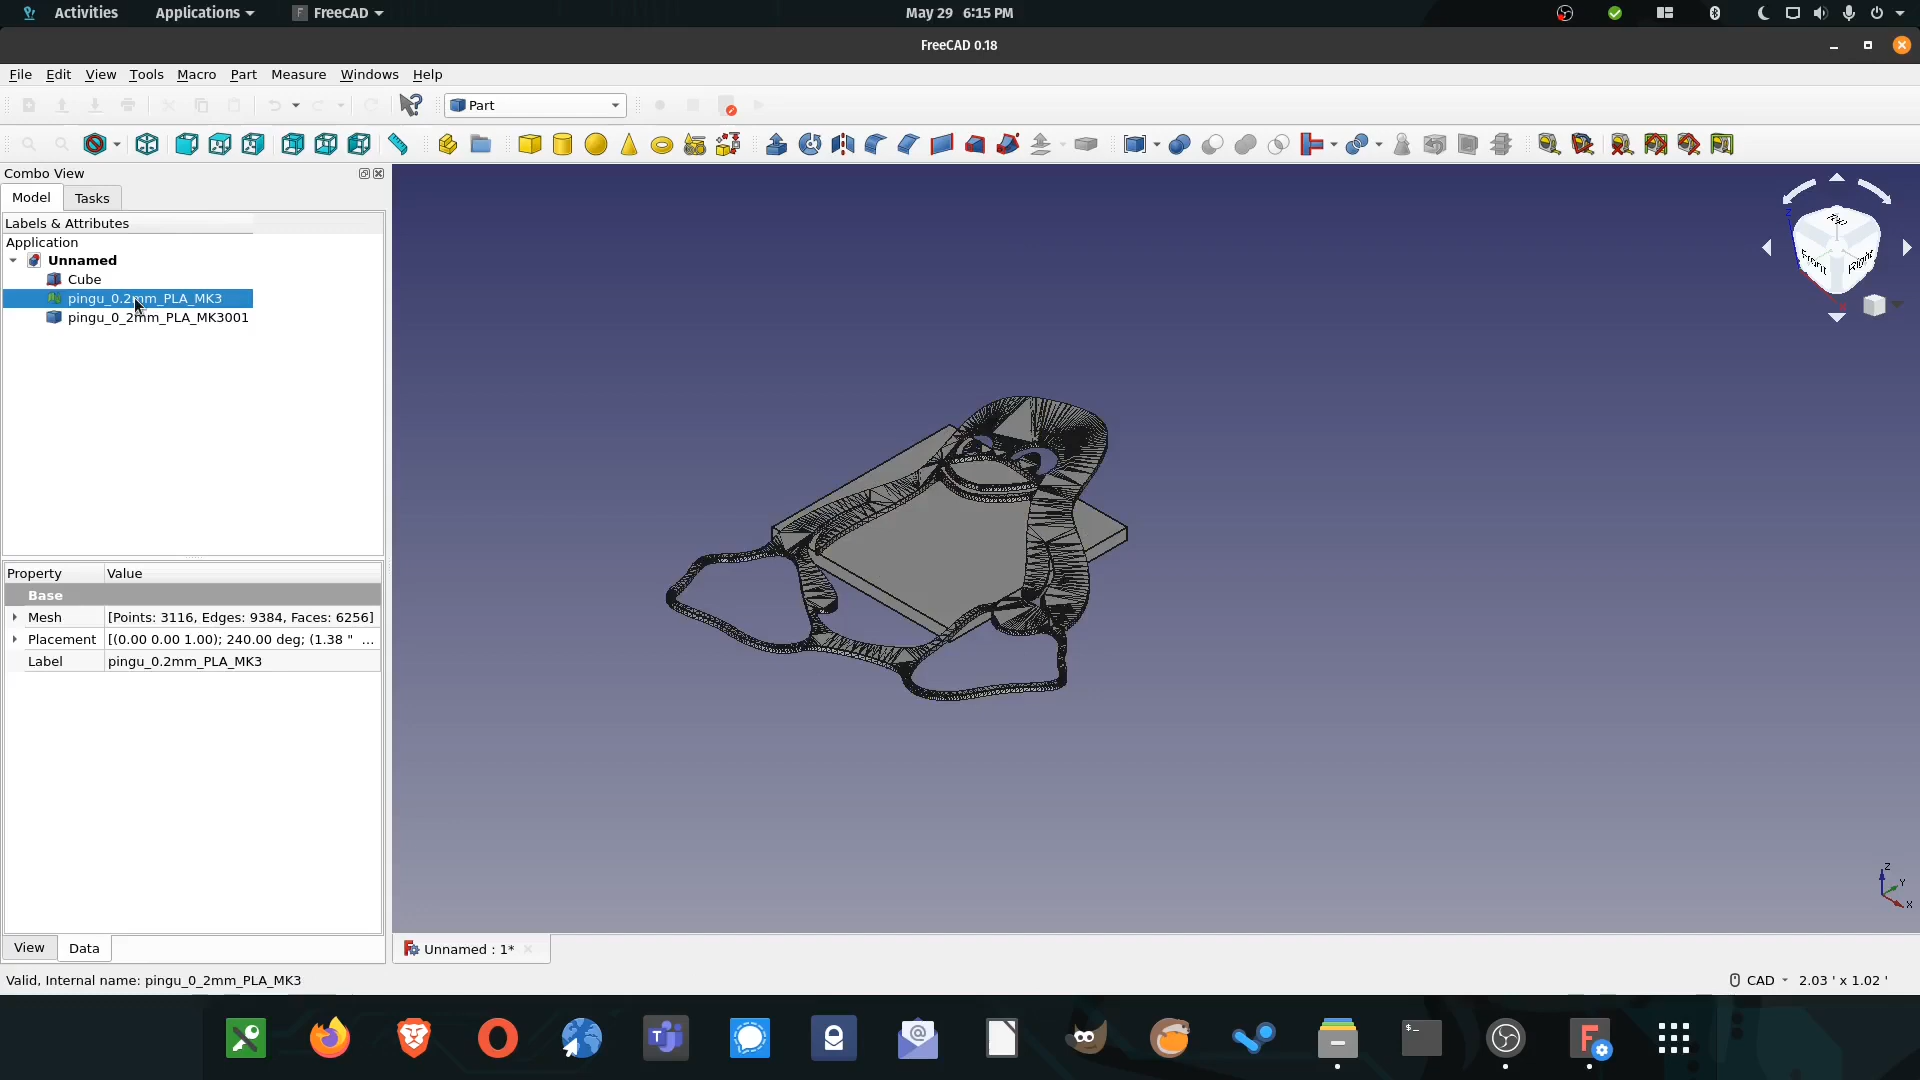 Activities
Applications
FreeCAD
May 29 6:15 PM
FreeCAD 0.18
File Edit View Tools Macro Part Measure Windows Help
Part
Combo View
Model Tasks
Labels & Attributes
Application
Unnamed
Cube
pingu_0.2mm_PLA_MK3
pingu_0_2mm_PLA_MK3001
Top
Front
Right
Property Value
Base
Mesh [Points: 3116, Edges: 9384, Faces: 6256]
Placement [(0.00 0.00 1.00); 240.00 deg; (1.38 " ...
Label pingu_0.2mm_PLA_MK3
Z
Y
X
View Data
Unnamed : 1*
Valid, Internal name: pingu_0_2mm_PLA_MK3
CAD 2.03 ' x 1.02 '